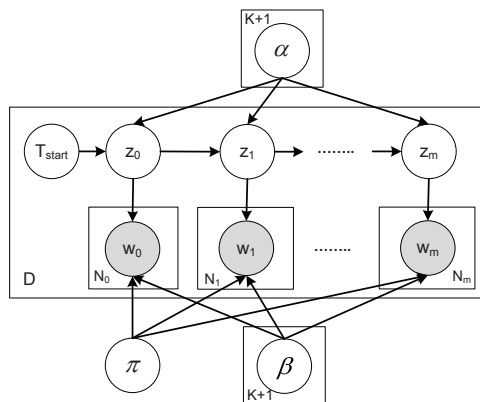 K+1
α
T_start z_0 z_1 ........ z_m
w_0 w_1 ........ w_m
D N_0 N_1 N_m
π β
K+1